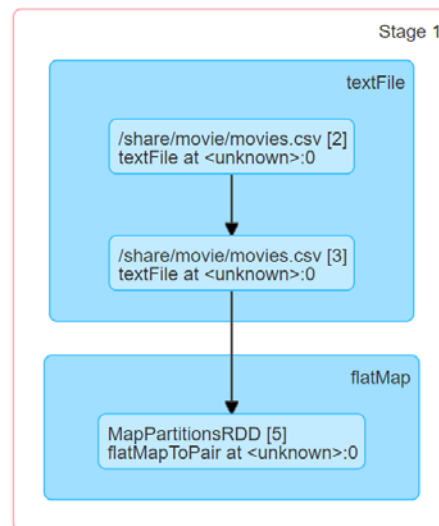 Stage 1
textFile
/share/movie/movies.csv [2]
textFile at <unknown>:0
/share/movie/movies.csv [3]
textFile at <unknown>:0
flatMap
MapPartitionsRDD [5]
flatMapToPair at <unknown>:0